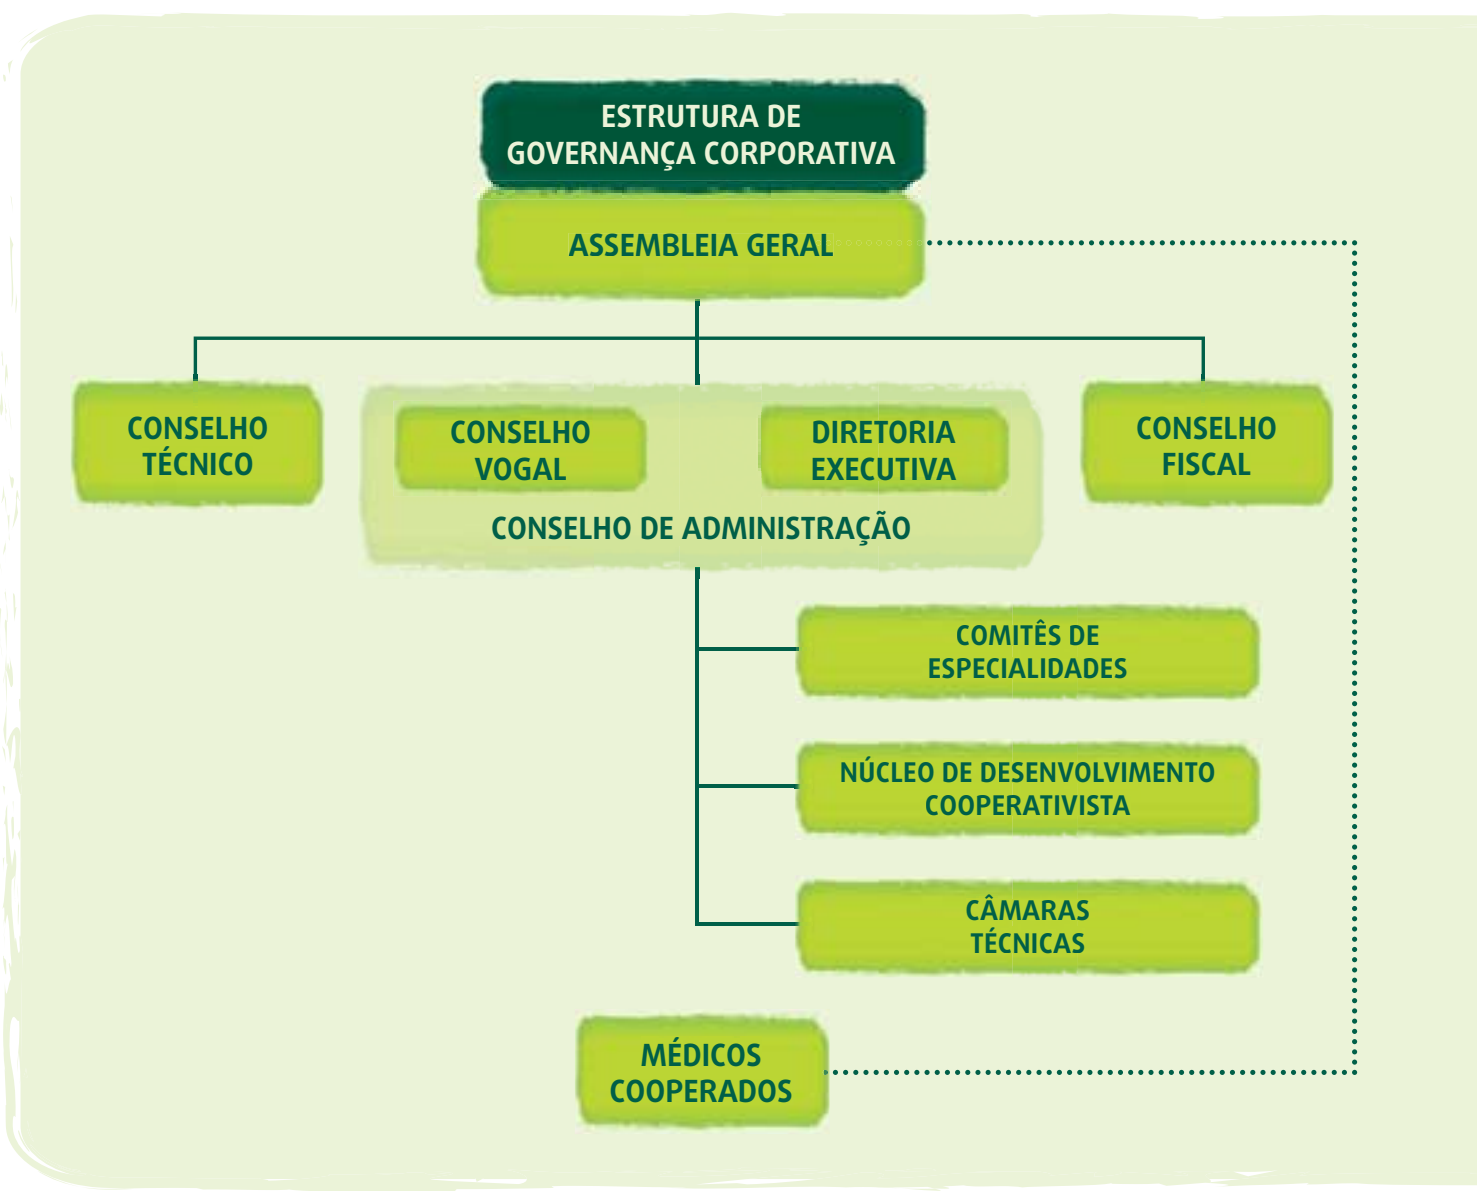 ESTRUTURA DE
GOVERNANÇA CORPORATIVA
ASSEMBLEIA GERAL
CONSELHO
TÉCNICO
CONSELHO
VOGAL
DIRETORIA
EXECUTIVA
CONSELHO DE ADMINISTRAÇÃO
CONSELHO
FISCAL
COMITÊS DE
ESPECIALIDADES
NÚCLEO DE DESENVOLVIMENTO
COOPERATIVISTA
CÂMARAS
TÉCNICAS
MÉDICOS
COOPERADOS